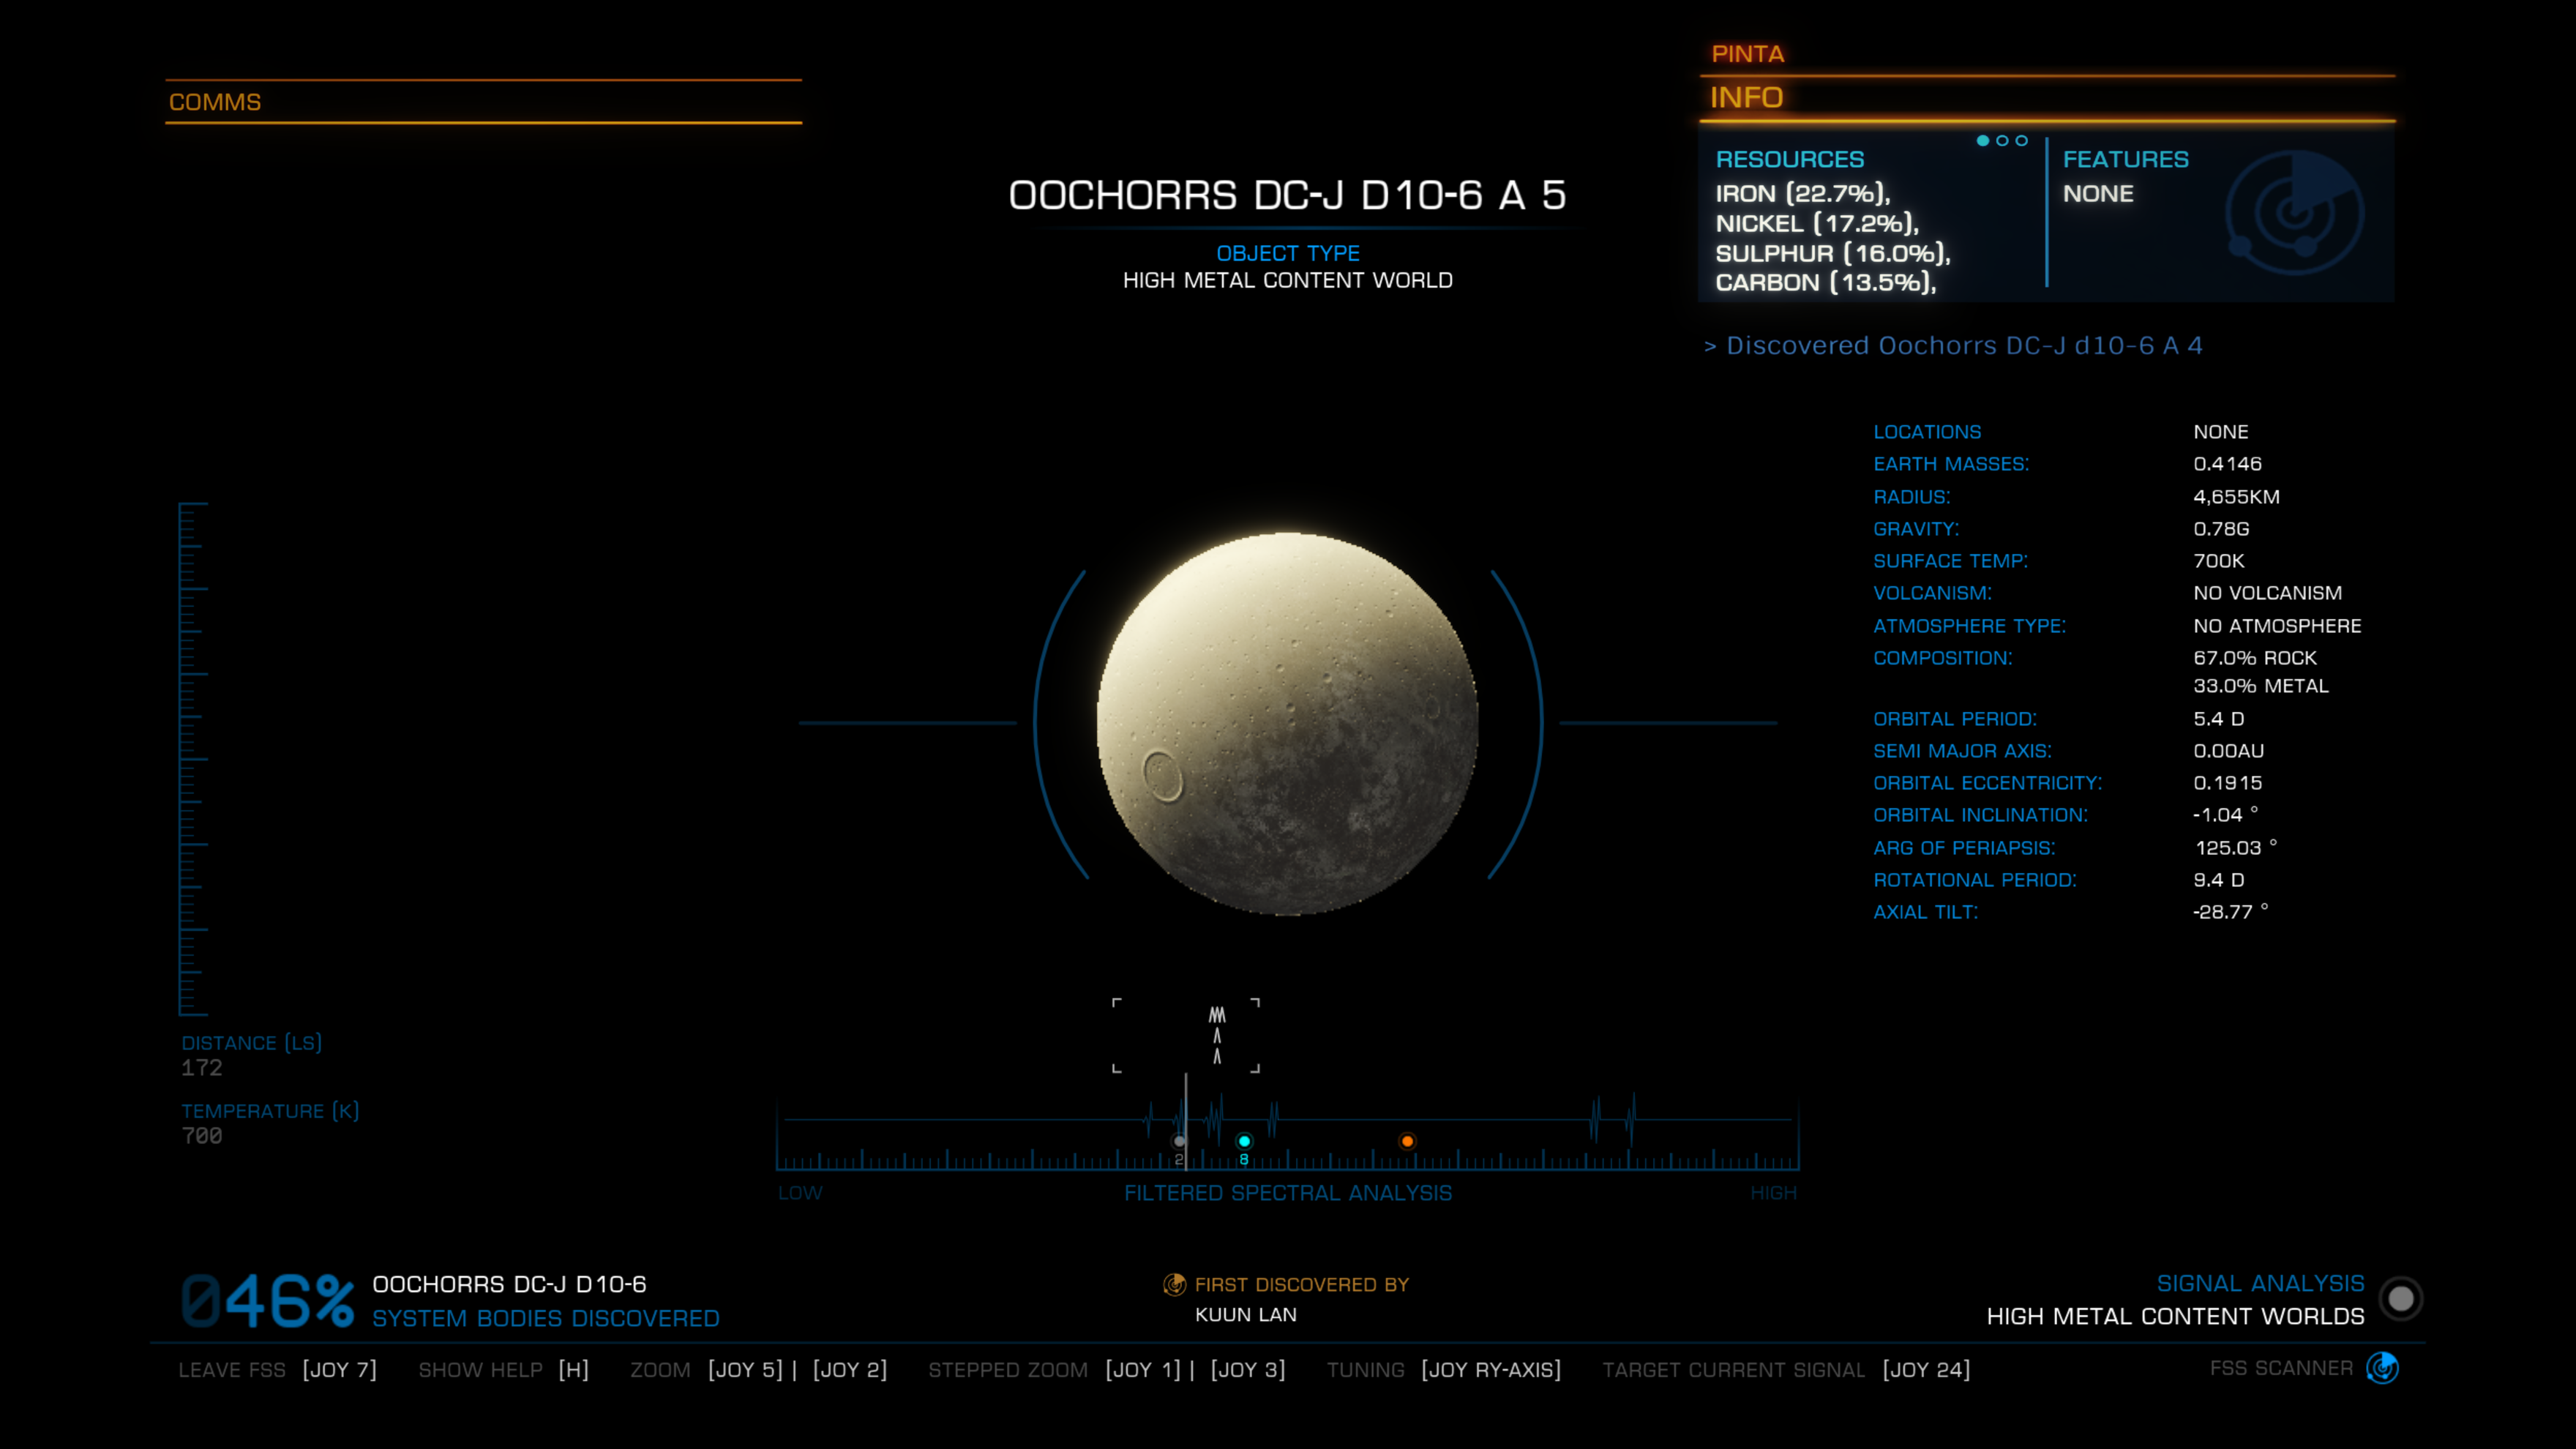 COMMS
PINTA
INFO
RESOURCES
IRON (22.7%),
NICKEL (17.2%),
SULPHUR (16.0%),
CARBON (13.5%),
FEATURES
NONE
OOCHORRS DC-J D10-6 A 5
OBJECT TYPE
HIGH METAL CONTENT WORLD
> Discovered Oochorrs DC-J d10-6 A 4
LOCATIONS NONE
EARTH MASSES: 0.4146
RADIUS: 4,655KM
GRAVITY: 0.78G
SURFACE TEMP: 700K
VOLCANISM: NO VOLCANISM
ATMOSPHERE TYPE: NO ATMOSPHERE
COMPOSITION: 67.0% ROCK
33.0% METAL
ORBITAL PERIOD: 5.4 D
SEMI MAJOR AXIS: 0.00AU
ORBITAL ECCENTRICITY: 0.1915
ORBITAL INCLINATION: -1.04 °
ARG OF PERIAPSIS: 125.03 °
ROTATIONAL PERIOD: 9.4 D
AXIAL TILT: -28.77 °
DISTANCE (LS)
172
TEMPERATURE (K)
700
2 8
LOW FILTERED SPECTRAL ANALYSIS HIGH
046% OOCHORRS DC-J D10-6
SYSTEM BODIES DISCOVERED
FIRST DISCOVERED BY
KUUN LAN
SIGNAL ANALYSIS
HIGH METAL CONTENT WORLDS
LEAVE FSS [JOY 7] SHOW HELP [H] ZOOM [JOY 5] | [JOY 2] STEPPED ZOOM [JOY 1] | [JOY 3] TUNING [JOY RY-AXIS] TARGET CURRENT SIGNAL [JOY 24] FSS SCANNER